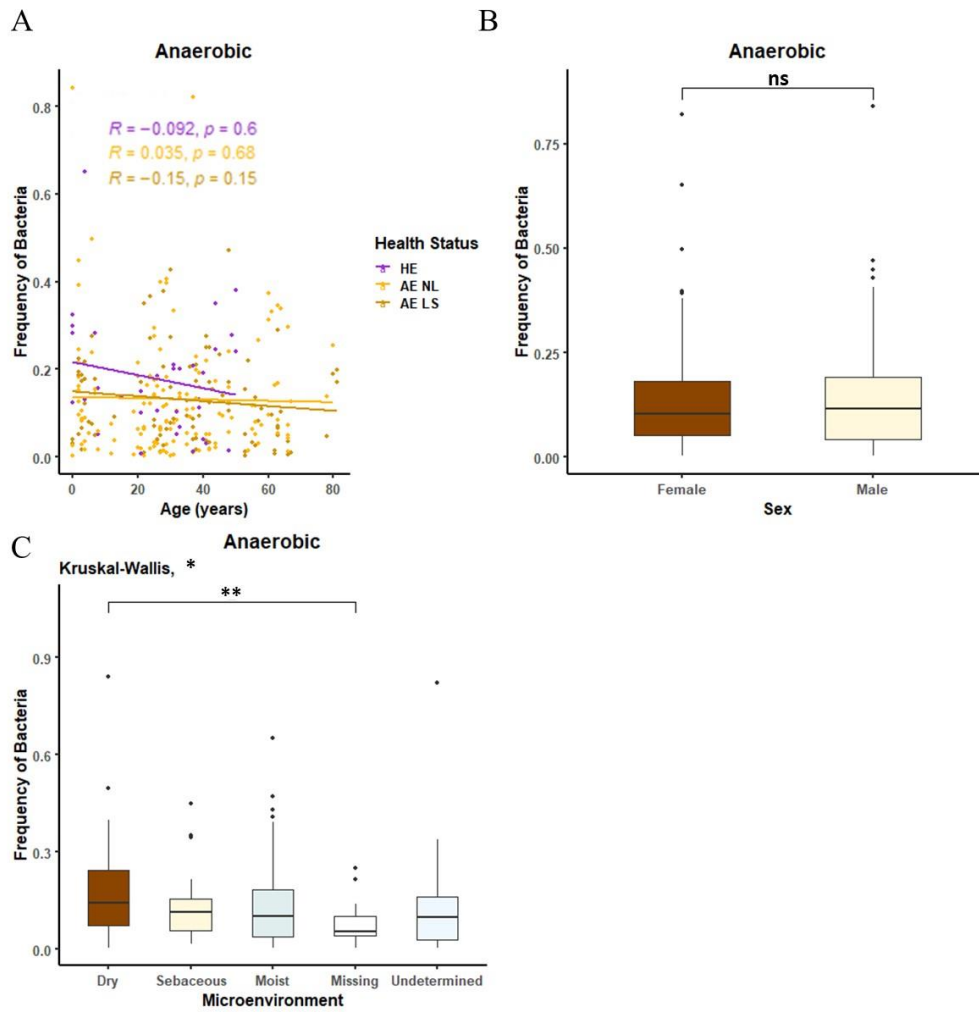 A
Anaerobic
R = −0.092, p = 0.6
R = 0.035, p = 0.68
R = −0.15, p = 0.15
Frequency of Bacteria
0.8
0.6
0.4
0.2
0.0
0 20 40 60 80
Age (years)
Health Status
HE
AE NL
AE LS
B
Anaerobic
ns
Frequency of Bacteria
0.75
0.50
0.25
0.00
Female Male
Sex
C
Anaerobic
Kruskal-Wallis, *
**
Frequency of Bacteria
0.9
0.6
0.3
0.0
Dry Sebaceous Moist Missing Undetermined
Microenvironment